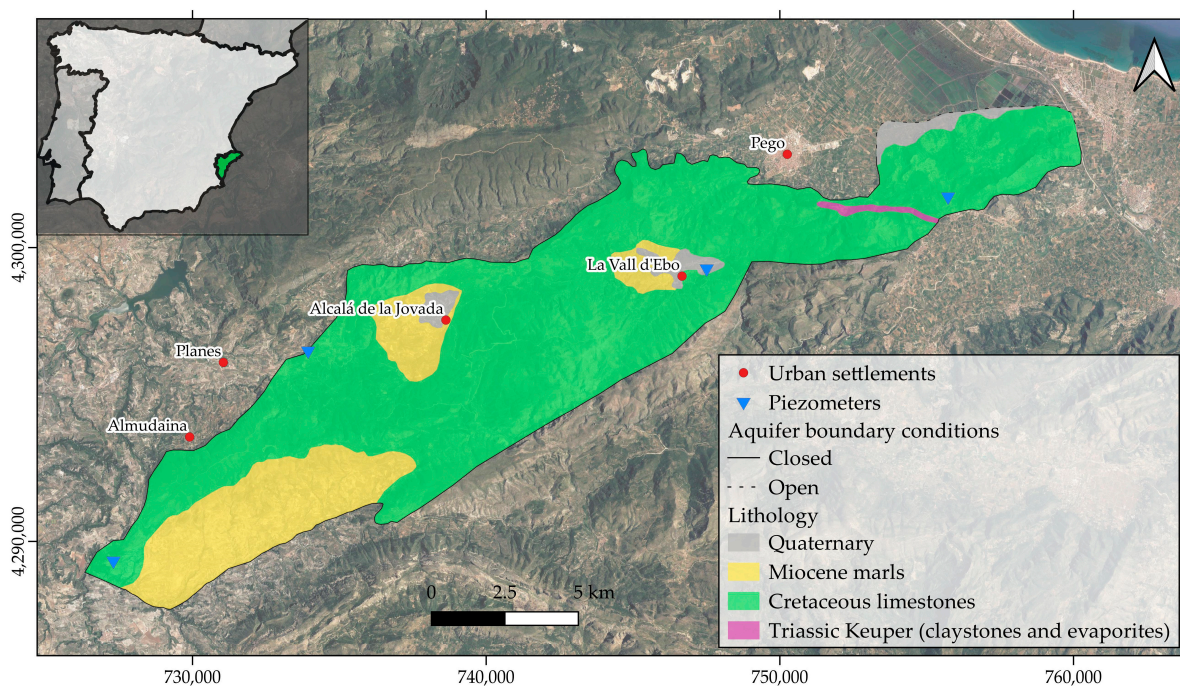 Pego
La Vall d'Ebo
Alcalá de la Jovada
Planes
Almudaina
4,300,000
4,290,000
0 2.5 5 km
Urban settlements
Piezometers
Aquifer boundary conditions
Closed
Open
Lithology
Quaternary
Miocene marls
Cretaceous limestones
Triassic Keuper (claystones and evaporites)
730,000 740,000 750,000 760,000